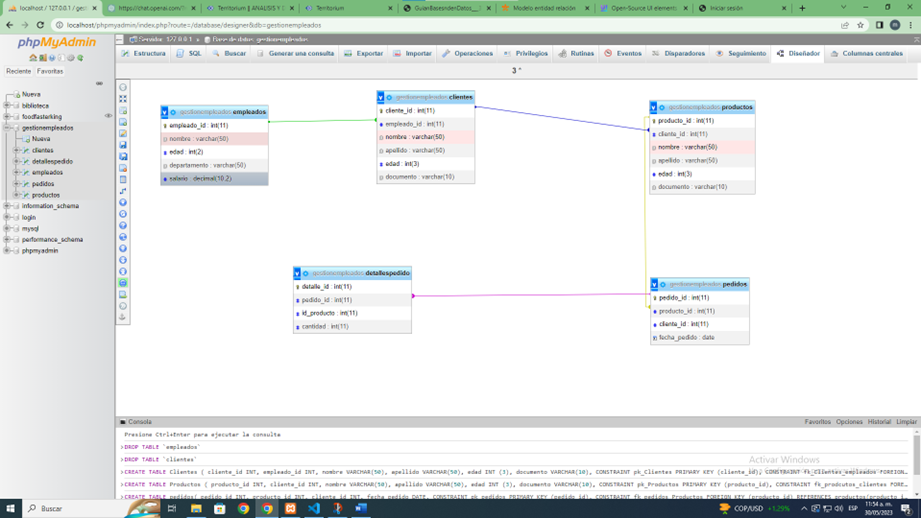 localhost / 127.0.0.1 / gestione
https://chat.openai.com/?mo
Territorium || ANALISIS Y D
Territorium
GuianBasesnderDatos__
Modelo entidad relación
Open-Source UI elemen
Iniciar sesión
localhost/phpmyadmin/index.php?route=/database/designer&db=gestionempleados
phpMyAdmin
Reciente
Favoritas
Nueva
biblioteca
foodfasterking
gestionempleados
Nueva
clientes
detallespedido
empleados
pedidos
productos
information_schema
login
mysql
performance_schema
phpmyadmin
Servidor: 127.0.0.1 » Base de datos: gestionempleados
Estructura
SQL
Buscar
Generar una consulta
Exportar
Importar
Operaciones
Privilegios
Rutinas
Eventos
Disparadores
Seguimiento
Diseñador
Columnas centrales
3 ^
gestionempleados empleados
empleado_id : int(11)
nombre : varchar(50)
edad : int(2)
departamento : varchar(50)
salario : decimal(10,2)
gestionempleados clientes
cliente_id : int(11)
empleado_id : int(11)
nombre : varchar(50)
apellido : varchar(50)
edad : int(3)
documento : varchar(10)
gestionempleados productos
producto_id : int(11)
cliente_id : int(11)
nombre : varchar(50)
apellido : varchar(50)
edad : int(3)
documento : varchar(10)
gestionempleados detallespedido
detalle_id : int(11)
pedido_id : int(11)
id_producto : int(11)
cantidad : int(11)
gestionempleados pedidos
pedido_id : int(11)
producto_id : int(11)
cliente_id : int(11)
fecha_pedido : date
Consola
Favoritos
Opciones
Historial
Limpiar
Presione Ctrl+Enter para ejecutar la consulta
>DROP TABLE `empleados`
>DROP TABLE `clientes`
>CREATE TABLE Clientes ( cliente_id INT, empleado_id INT, nombre VARCHAR(50), apellido VARCHAR(50), edad INT (3), documento VARCHAR(10), CONSTRAINT pk_Clientes PRIMARY KEY (cliente_id), CONSTRAINT fk_Clientes_empleados FOREIGN
>CREATE TABLE Productos ( producto_id INT, cliente_id INT, nombre VARCHAR(50), apellido VARCHAR(50), edad INT (3), documento VARCHAR(10), CONSTRAINT pk_Productos PRIMARY KEY (producto_id), CONSTRAINT fk_productos_clientes FORE
>CREATE TABLE pedidos( pedido_id INT, producto_id INT, cliente_id INT, fecha_pedido DATE, CONSTRAINT pk_pedidos PRIMARY KEY (pedido_id), CONSTRAINT fk_pedidos_Productos FOREIGN KEY (producto_id) REFERENCES productos(producto_i
Activar Windows
Buscar
COP/USD +1,29%
ESP
11:54 a. m.
30/05/2023